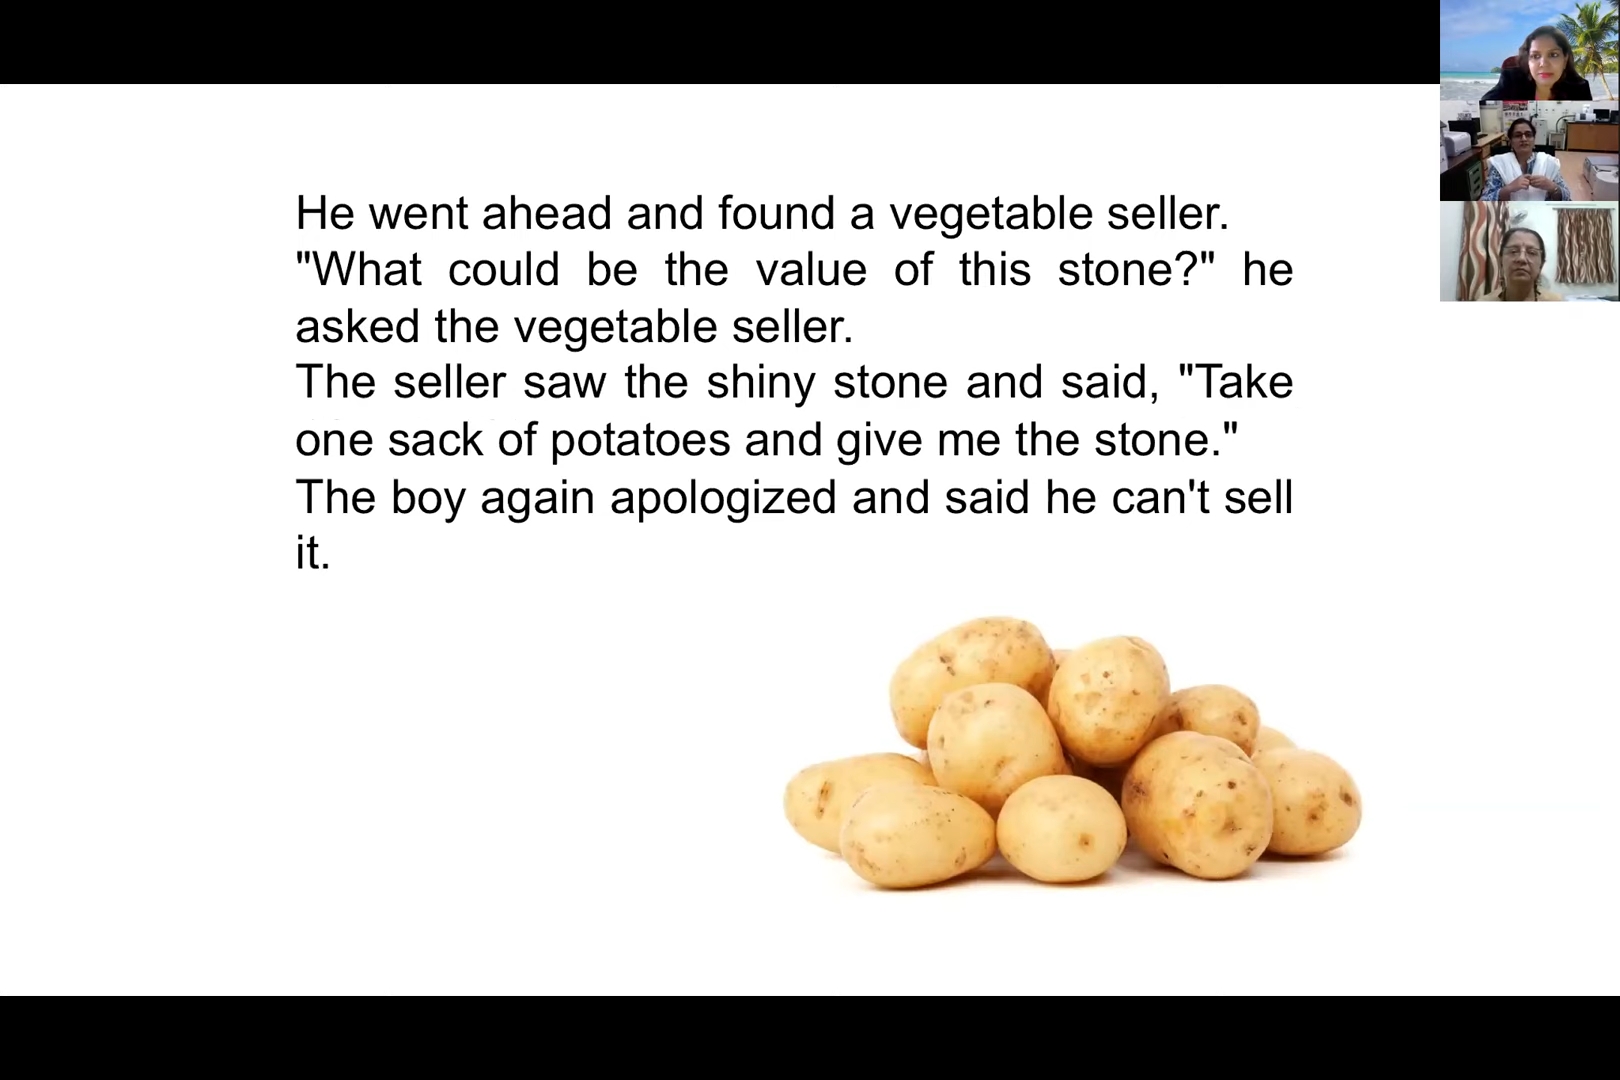 He went ahead and found a vegetable seller.
"What could be the value of this stone?" he
asked the vegetable seller.
The seller saw the shiny stone and said, "Take
one sack of potatoes and give me the stone."
The boy again apologized and said he can't sell
it.